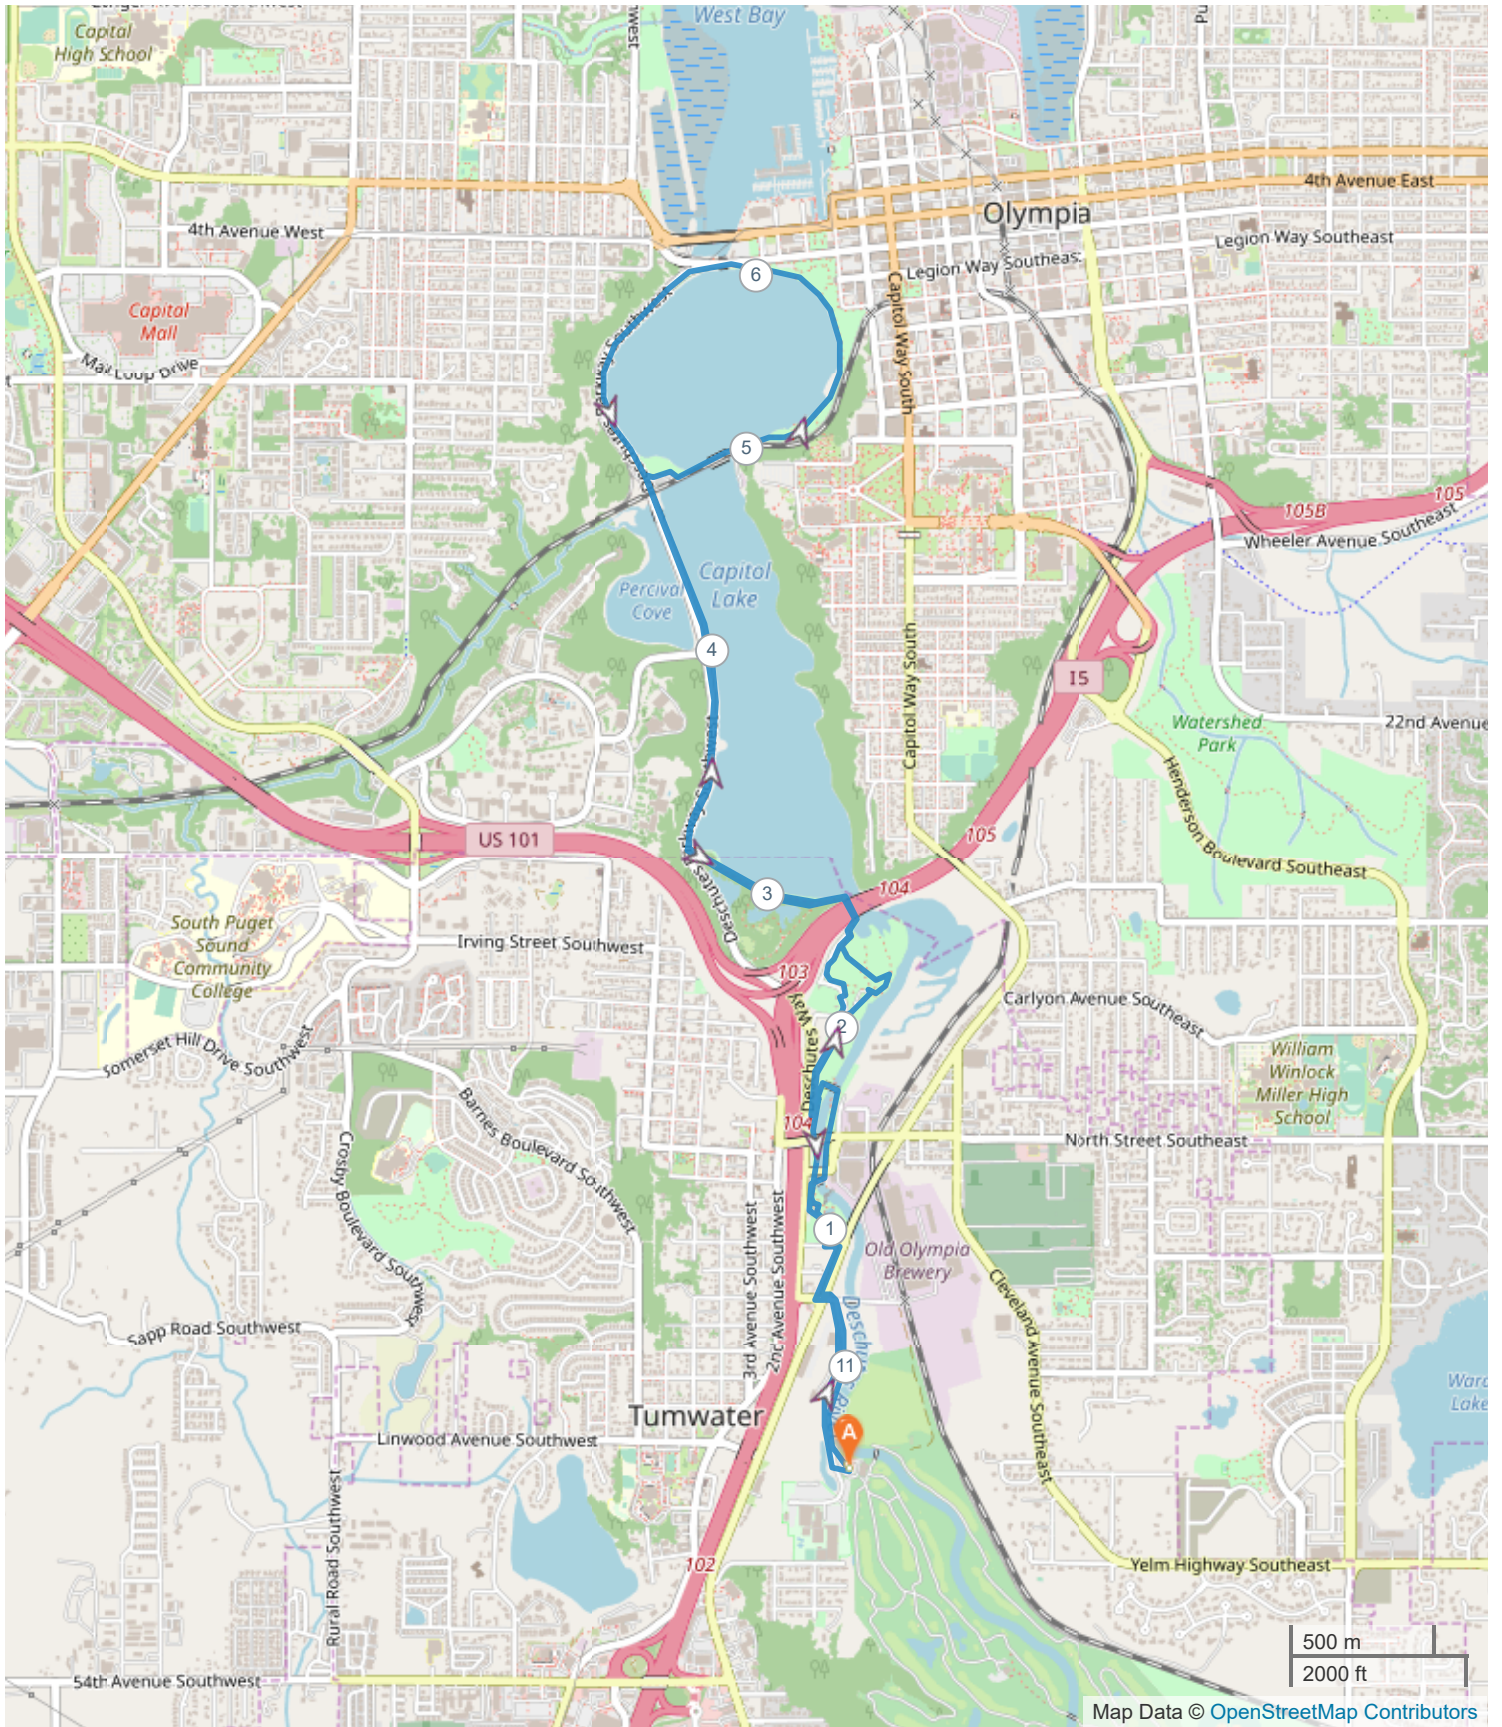 West Bay
Capital
High School
Pu
4th Avenue East
Olympia
4th Avenue West
Legion Way Southeast
Legion Way Southeas
6
Capital
Mall
Mall Loop Drive
Capitol Way South
5
105
105B
Wheeler Avenue Southeast
Capitol
Lake
Percival
Cove
4
I5
Capitol Way South
Watershed
Park
22nd Avenue
Henderson Boulevard Southeast
US 101
105
104
3
Deschutes
South Puget
Sound
Community
College
Irving Street Southwest
103
Deschutes Way
Carlyon Avenue Southeast
2
Somerset Hill Drive Southwest
William
Winlock
Miller High
School
Barnes Boulevard Southwest
104
North Street Southeast
Crosby Boulevard Southwest
3rd Avenue Southwest
2nd Avenue Southwest
1
Old Olympia
Brewery
Cleveland Avenue Southeast
Sapp Road Southwest
11
Ward
Lake
Tumwater
A
Linwood Avenue Southwest
Rural Road Southwest
102
Yelm Highway Southeast
54th Avenue Southwest
500 m
2000 ft
Map Data © OpenStreetMap Contributors